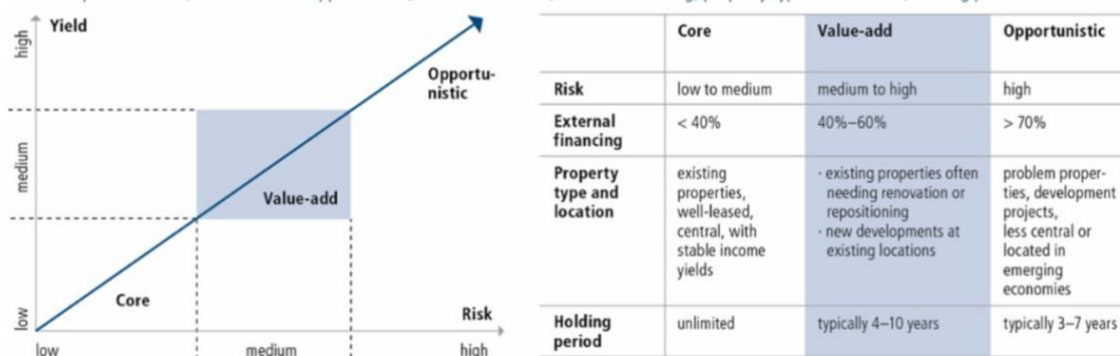 Yield
high
medium
low
Opportu-
nistic
Value-add
Core
Risk
low
medium
high
Core
Value-add
Opportunistic
Risk
low to medium
medium to high
high
External
financing
< 40%
40%–60%
> 70%
Property
type and
location
existing
properties,
well-leased,
central, with
stable income
yields
· existing properties often
needing renovation or
repositioning
· new developments at
existing locations
problem proper-
ties, development
projects,
less central or
located in
emerging
economies
Holding
period
unlimited
typically 4–10 years
typically 3–7 years